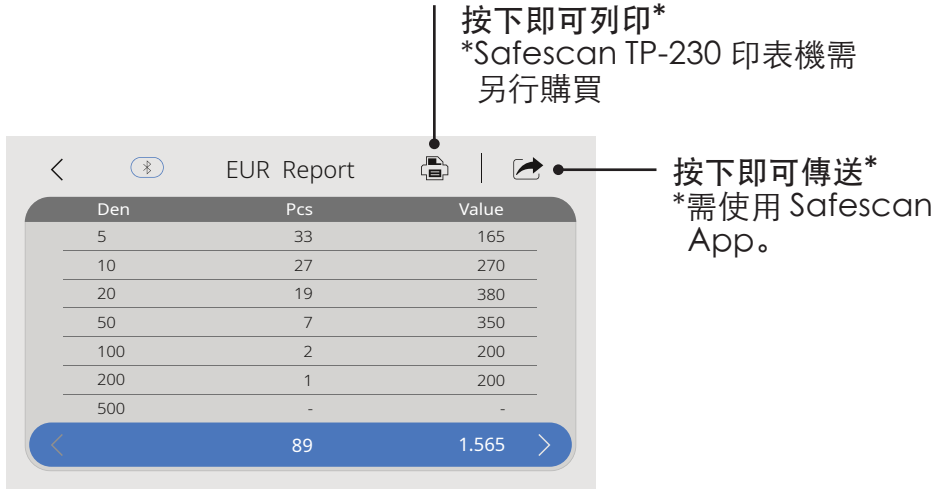 按下即可列印*
*Safescan TP-230 印表機需
另行購買
EUR Report
按下即可傳送*
*需使用 Safescan
App。
Den Pcs Value
5 33 165
10 27 270
20 19 380
50 7 350
100 2 200
200 1 200
500 - -
89 1.565